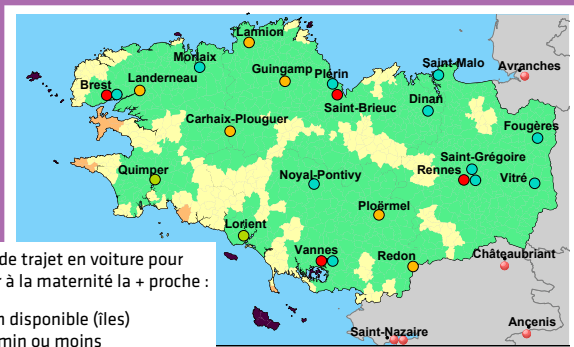 Lannion
Morlaix
Saint-Malo
Avranches
Guingamp
Plérin
Brest
Landerneau
Saint-Brieuc
Dinan
Carhaix-Plouguer
Fougères
Saint-Grégoire
Quimper
Noyal-Pontivy
Rennes
Vitré
Ploërmel
Lorient
Vannes
Redon
Châteaubriant
de trajet en voiture pour
à la maternité la + proche :
disponible (îles)
min ou moins
Saint-Nazaire
Ancenis